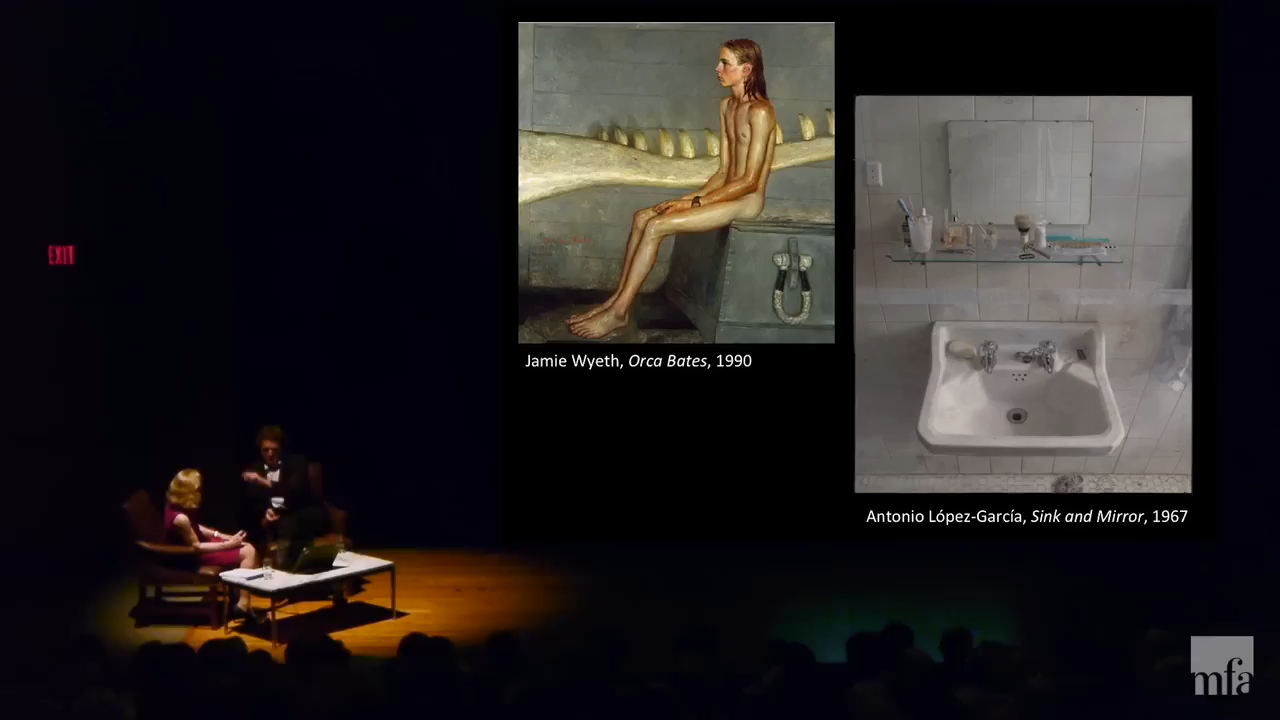 EXIT
Jamie Wyeth, Orca Bates, 1990
Antonio López-García, Sink and Mirror, 1967
mfa